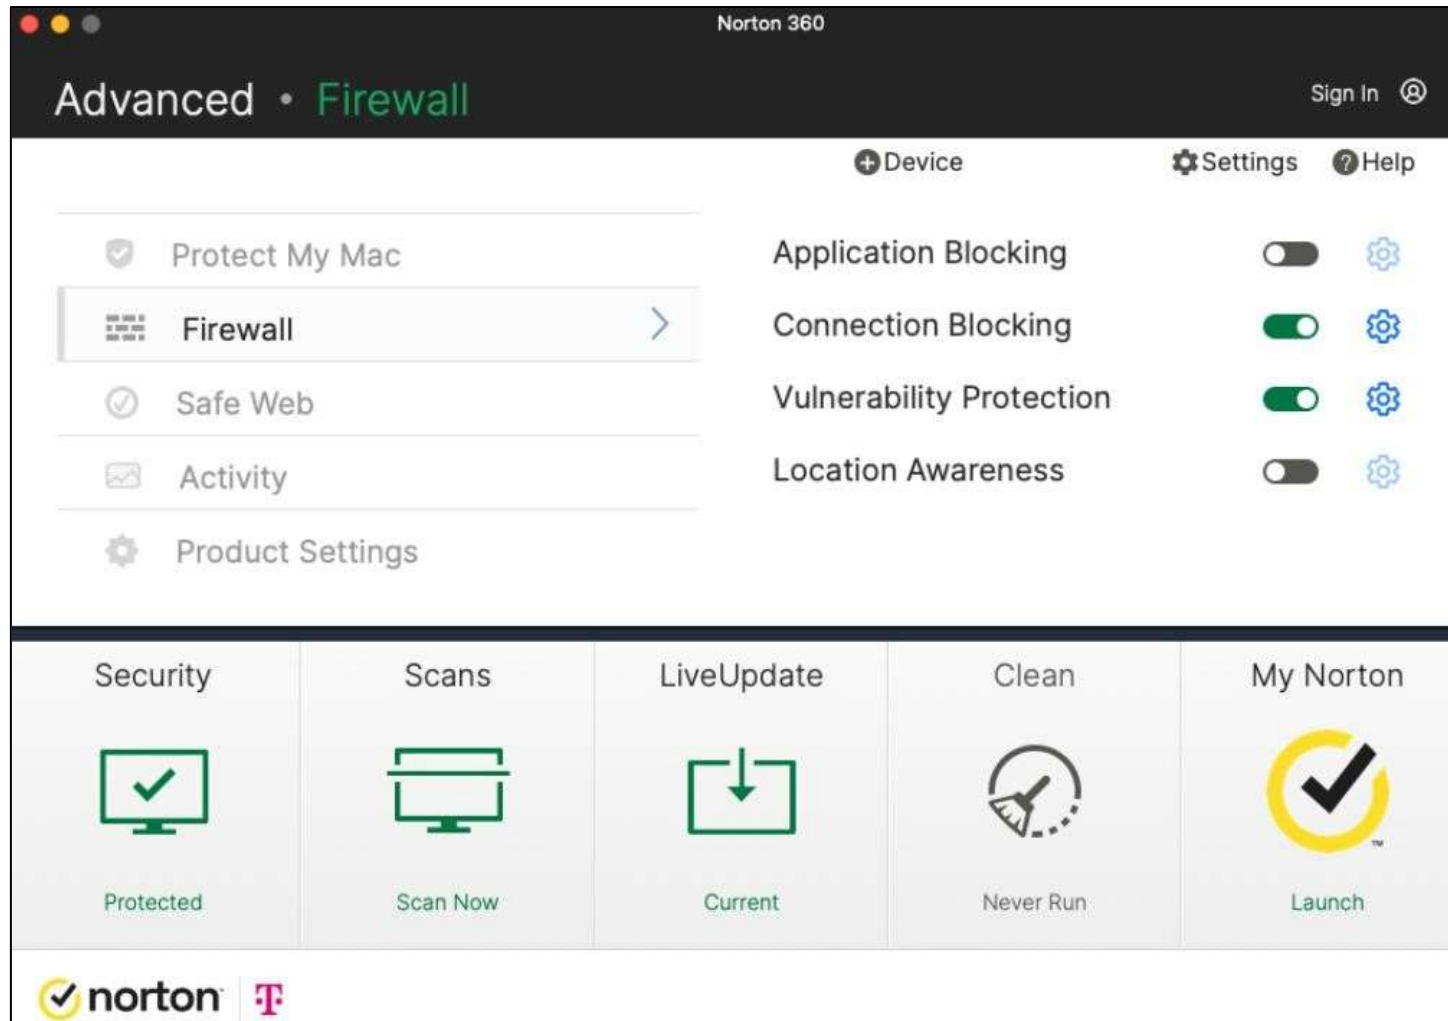 Norton 360
Advanced • Firewall
Sign In
Device
Settings
Help
Protect My Mac
Firewall
Safe Web
Activity
Product Settings
Application Blocking
Connection Blocking
Vulnerability Protection
Location Awareness
Security
Scans
LiveUpdate
Clean
My Norton
TM
Protected
Scan Now
Current
Never Run
Launch
norton
T